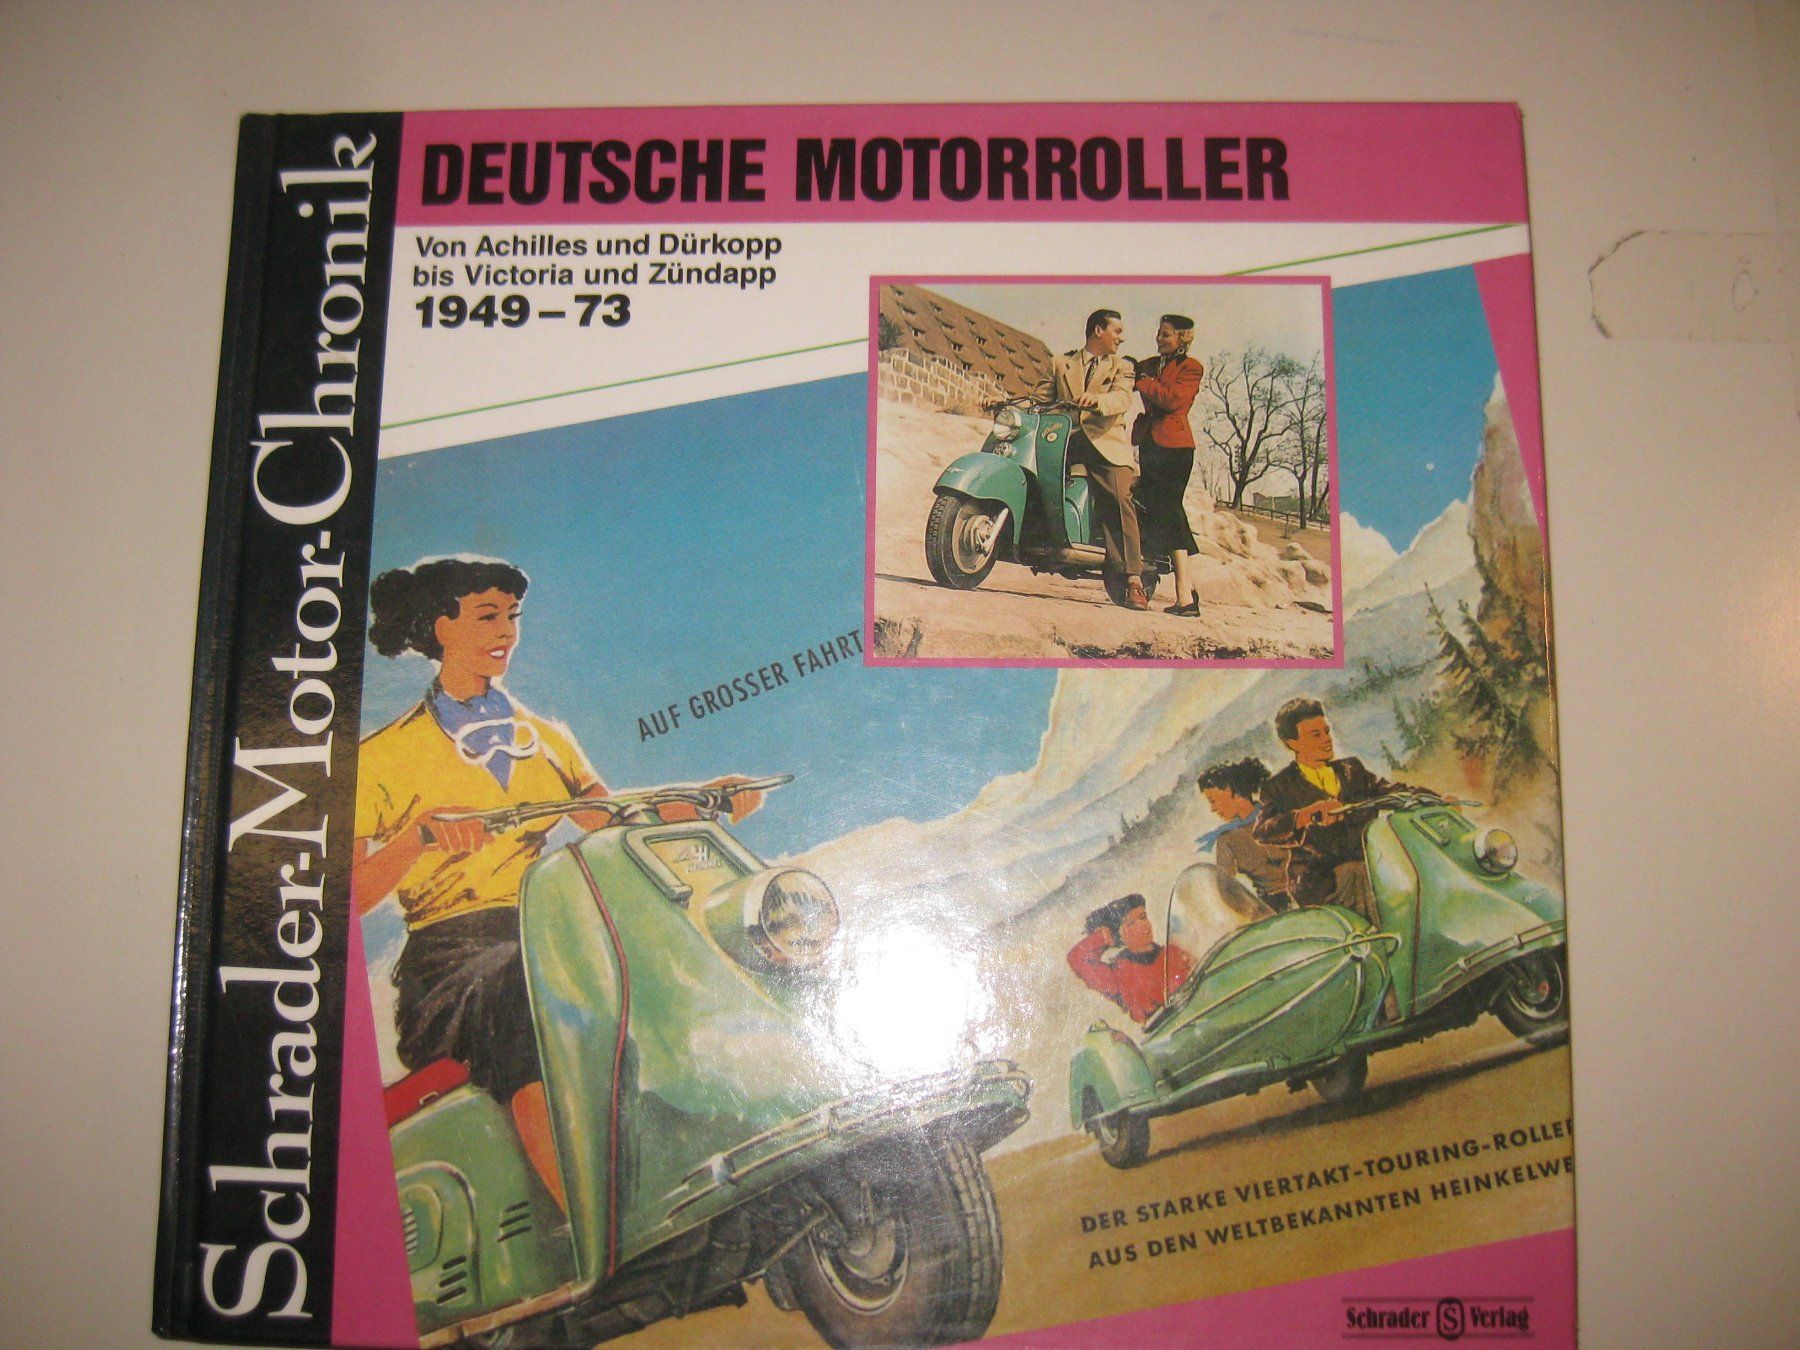 Schrader-Motor-Chronik
DEUTSCHE MOTORROLLER
Von Achilles und Dürkopp
bis Victoria und Zündapp
1949–73
AUF GROSSER FAHRT
DER STARKE VIERTAKT-TOURING-ROLLER
AUS DEN WELTBEKANNTEN HEINKELWE
Schrader S Verlag